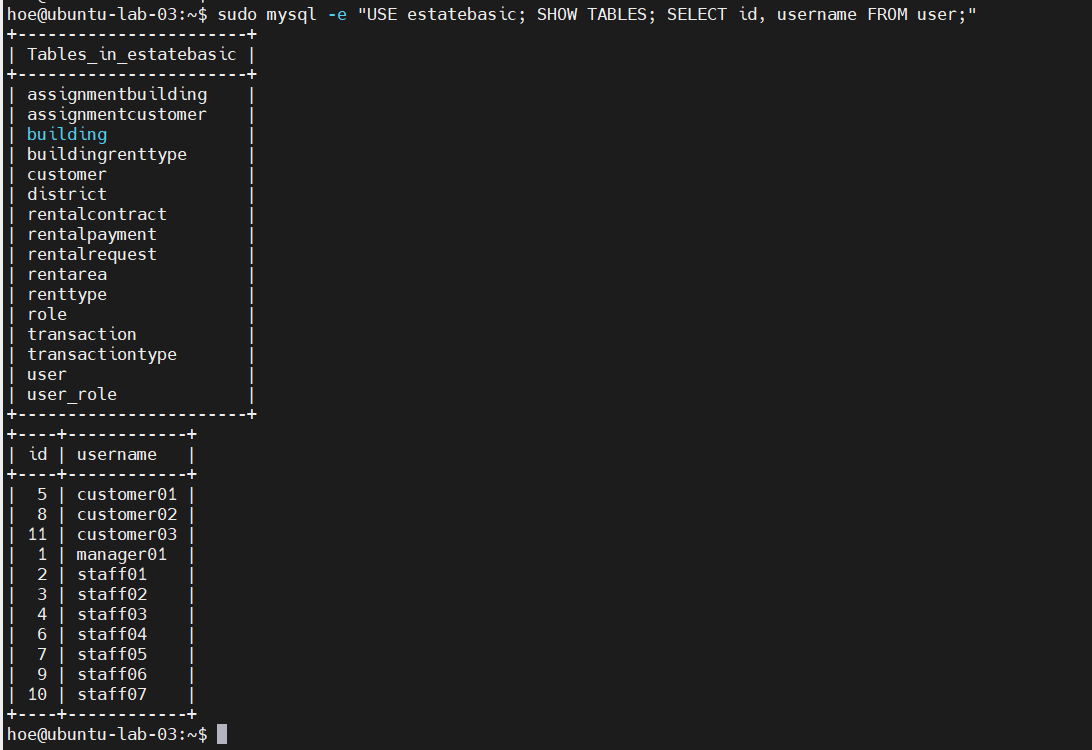 hoe@ubuntu-lab-03:~$ sudo mysql -e "USE estatebasic; SHOW TABLES; SELECT id, username FROM user;"
+-----------------------+
| Tables_in_estatebasic |
+-----------------------+
| assignmentbuilding    |
| assignmentcustomer    |
| building              |
| buildingrenttype      |
| customer              |
| district              |
| rentalcontract        |
| rentalpayment         |
| rentalrequest         |
| rentarea              |
| renttype              |
| role                  |
| transaction           |
| transactiontype       |
| user                  |
| user_role             |
+-----------------------+
+----+------------+
| id | username   |
+----+------------+
|  5 | customer01 |
|  8 | customer02 |
| 11 | customer03 |
|  1 | manager01  |
|  2 | staff01    |
|  3 | staff02    |
|  4 | staff03    |
|  6 | staff04    |
|  7 | staff05    |
|  9 | staff06    |
| 10 | staff07    |
+----+------------+
hoe@ubuntu-lab-03:~$